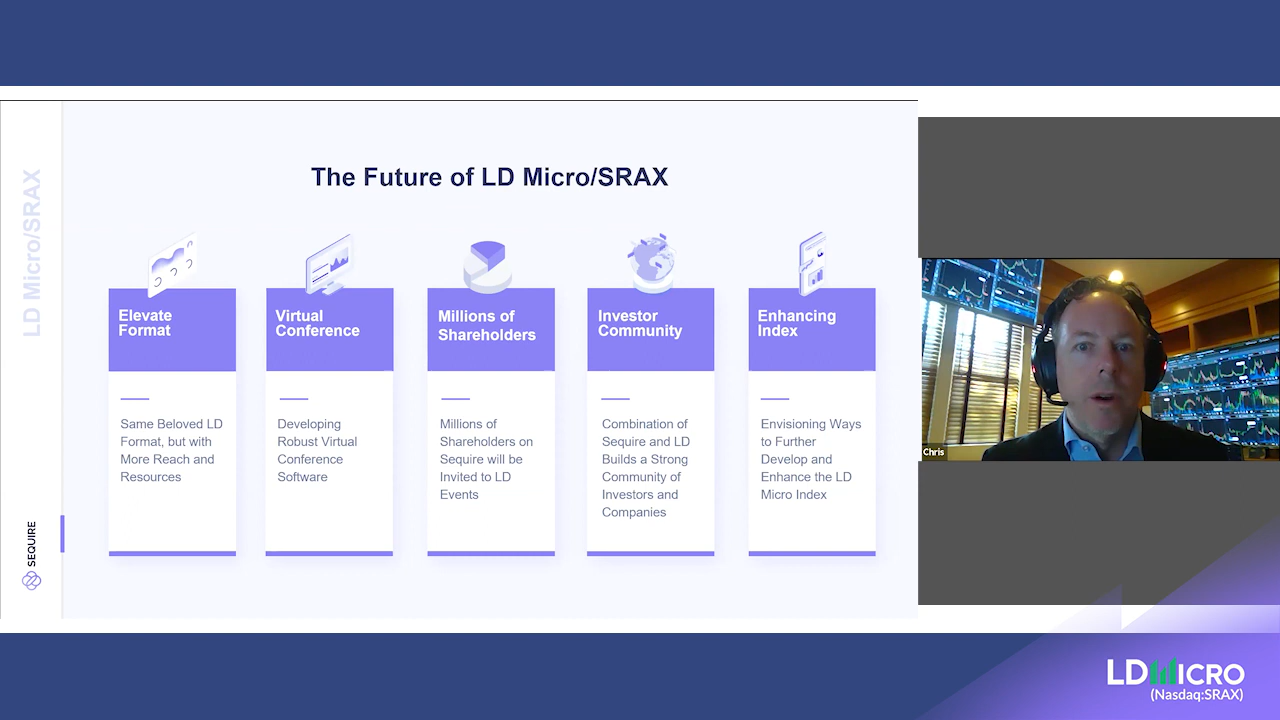 LD Micro/SRAX
SEQUIRE
The Future of LD Micro/SRAX
Elevate
Format
Same Beloved LD
Format, but with
More Reach and
Resources
Virtual
Conference
Developing
Robust Virtual
Conference
Software
Millions of
Shareholders
Millions of
Shareholders on
Sequire will be
Invited to LD
Events
Investor
Community
Combination of
Sequire and LD
Builds a Strong
Community of
Investors and
Companies
Enhancing
Index
Envisioning Ways
to Further
Develop and
Enhance the LD
Micro Index
Chris
LDMICRO
(Nasdaq:SRAX)